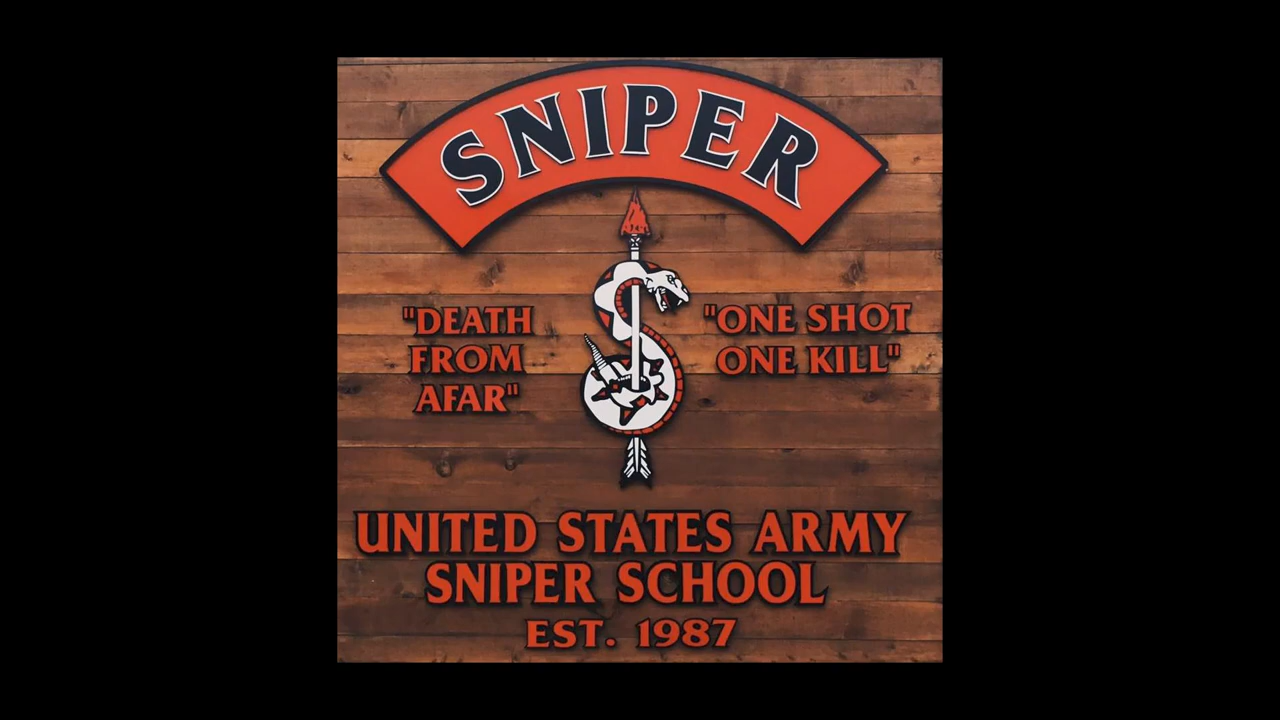 SNIPER
"DEATH
FROM
AFAR"
"ONE SHOT
ONE KILL"
UNITED STATES ARMY
SNIPER SCHOOL
EST. 1987